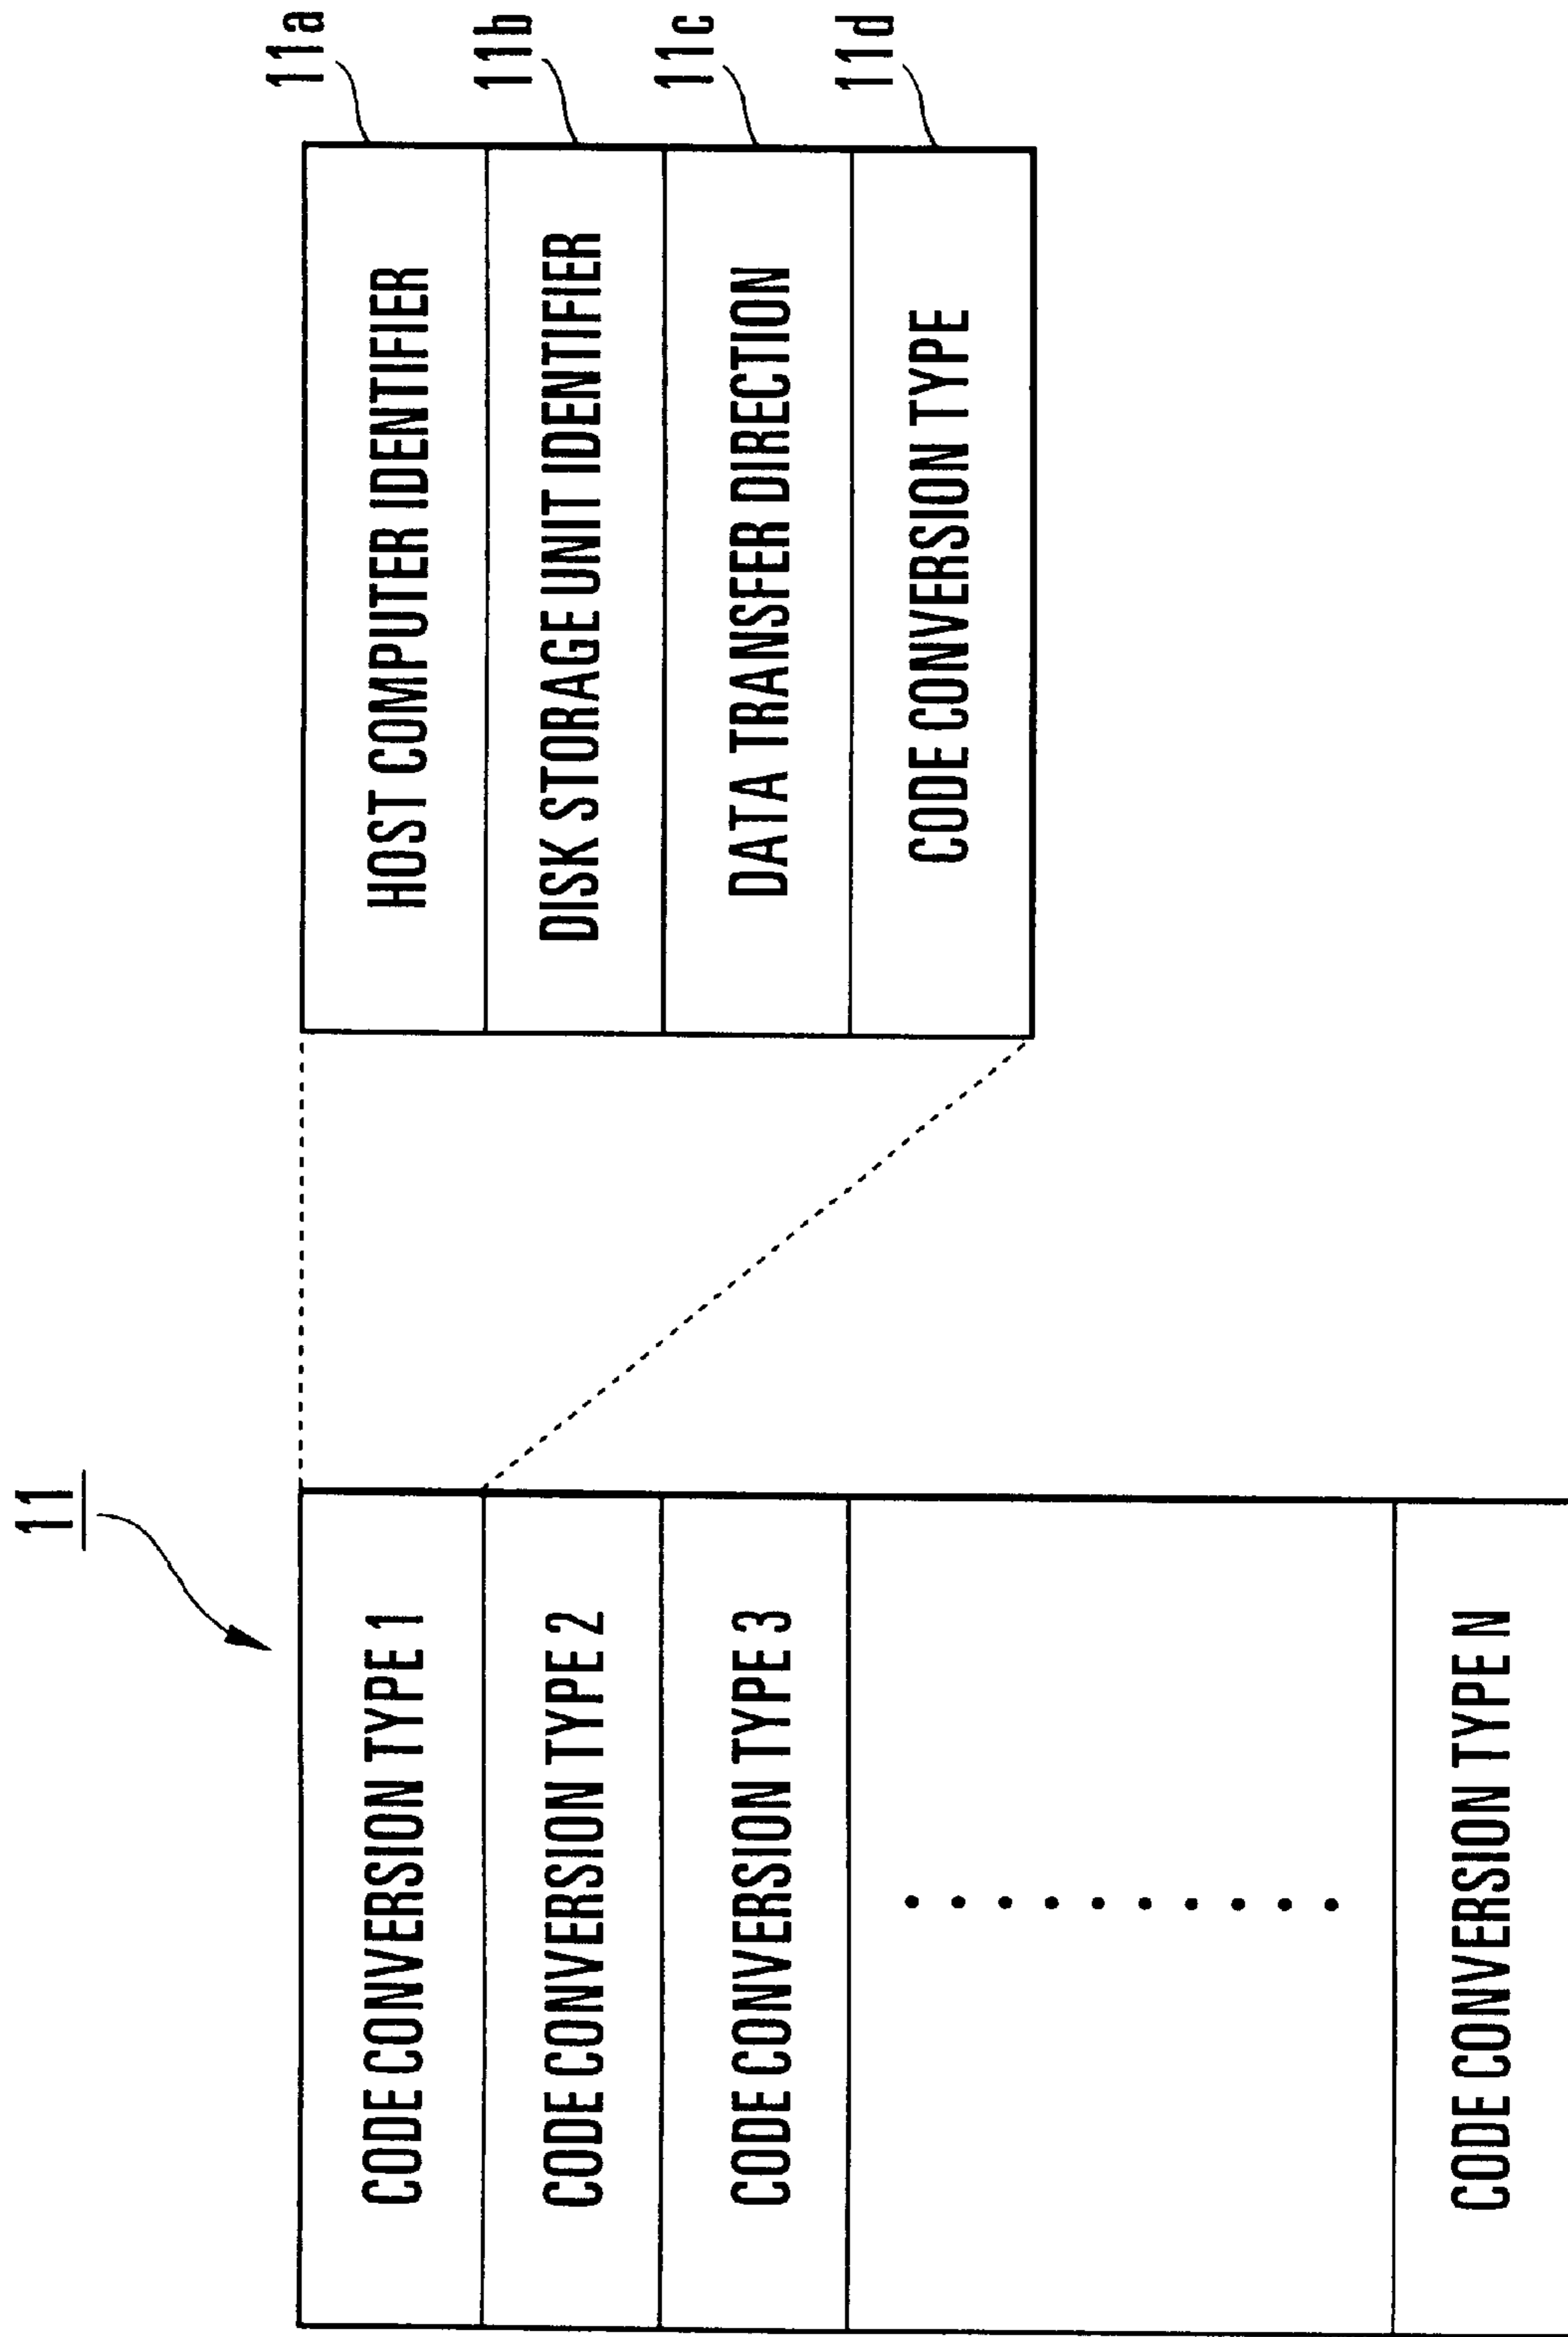 11
CODE CONVERSION TYPE 1
CODE CONVERSION TYPE 2
CODE CONVERSION TYPE 3
CODE CONVERSION TYPE N
HOST COMPUTER IDENTIFIER
11a
DISK STORAGE UNIT IDENTIFIER
11b
DATA TRANSFER DIRECTION
11c
CODE CONVERSION TYPE
11d